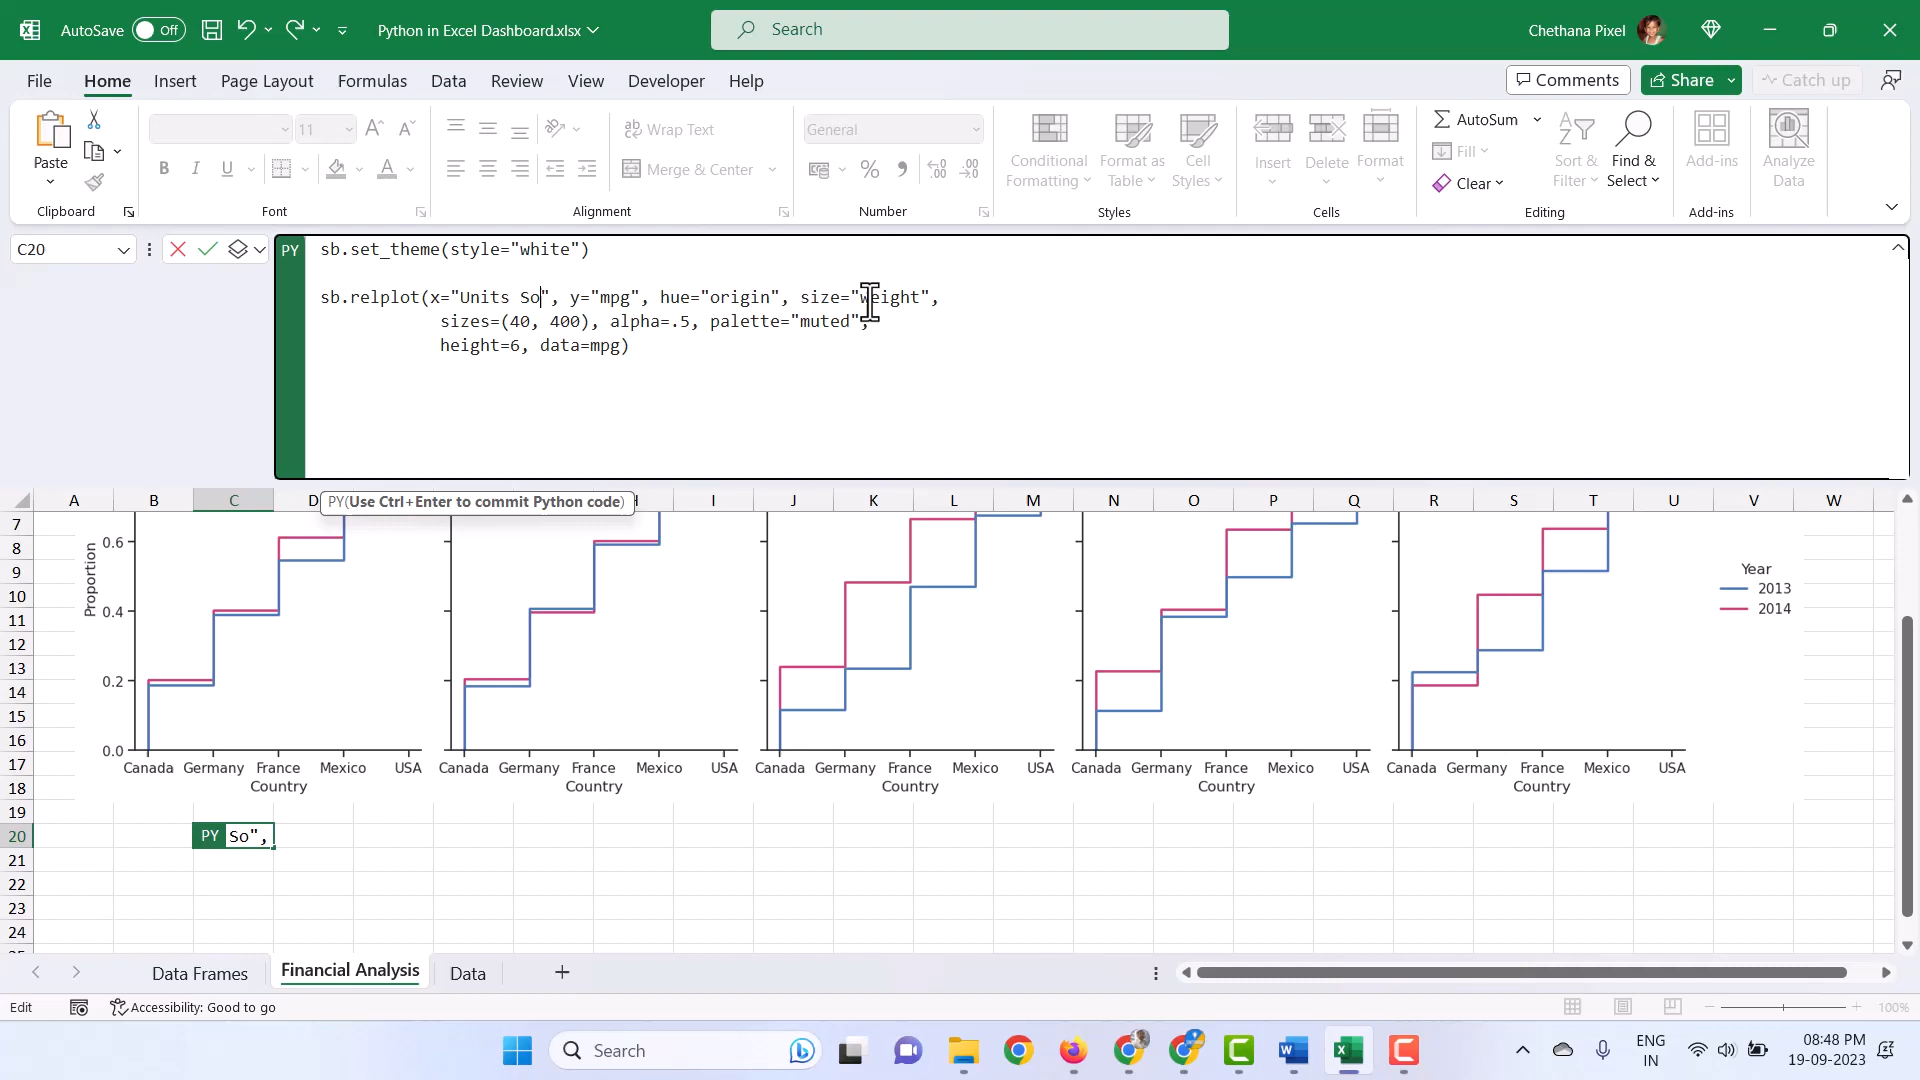 AutoSave Off Python in Excel Dashboard.xlsx Search Chethana Pixel
File Home Insert Page Layout Formulas Data Review View Automate Developer Help Comments Share Catch up
Paste
11
Wrap Text
Merge & Center
General
Conditional Formatting
Format as Table
Cell Styles
Insert
Delete
Format
AutoSum
Fill
Clear
Sort & Filter
Find & Select
Add-ins
Analyze Data
Clipboard Font Alignment Number Styles Cells Editing Add-ins
C20
PY
sb.set_theme(style="white")
sb.relplot(x="Units So", y="mpg", hue="origin", size="weight",
sizes=(40, 400), alpha=.5, palette="muted",
height=6, data=mpg)
PY(Use Ctrl+Enter to commit Python code)
A B C D H I J K L M N O P Q R S T U V W
7
8
9
10
11
12
13
14
15
16
17
18
19
20
21
22
23
24
Proportion
0.6
0.4
0.2
0.0
Canada Germany France Mexico USA Canada Germany France Mexico USA Canada Germany France Mexico USA Canada Germany France Mexico USA Canada Germany France Mexico USA
Country Country Country Country Country
Year
2013
2014
PY So",
Data Frames Financial Analysis Data
Edit Accessibility: Good to go 100%
Search
ENG
IN
08:48 PM
19-09-2023